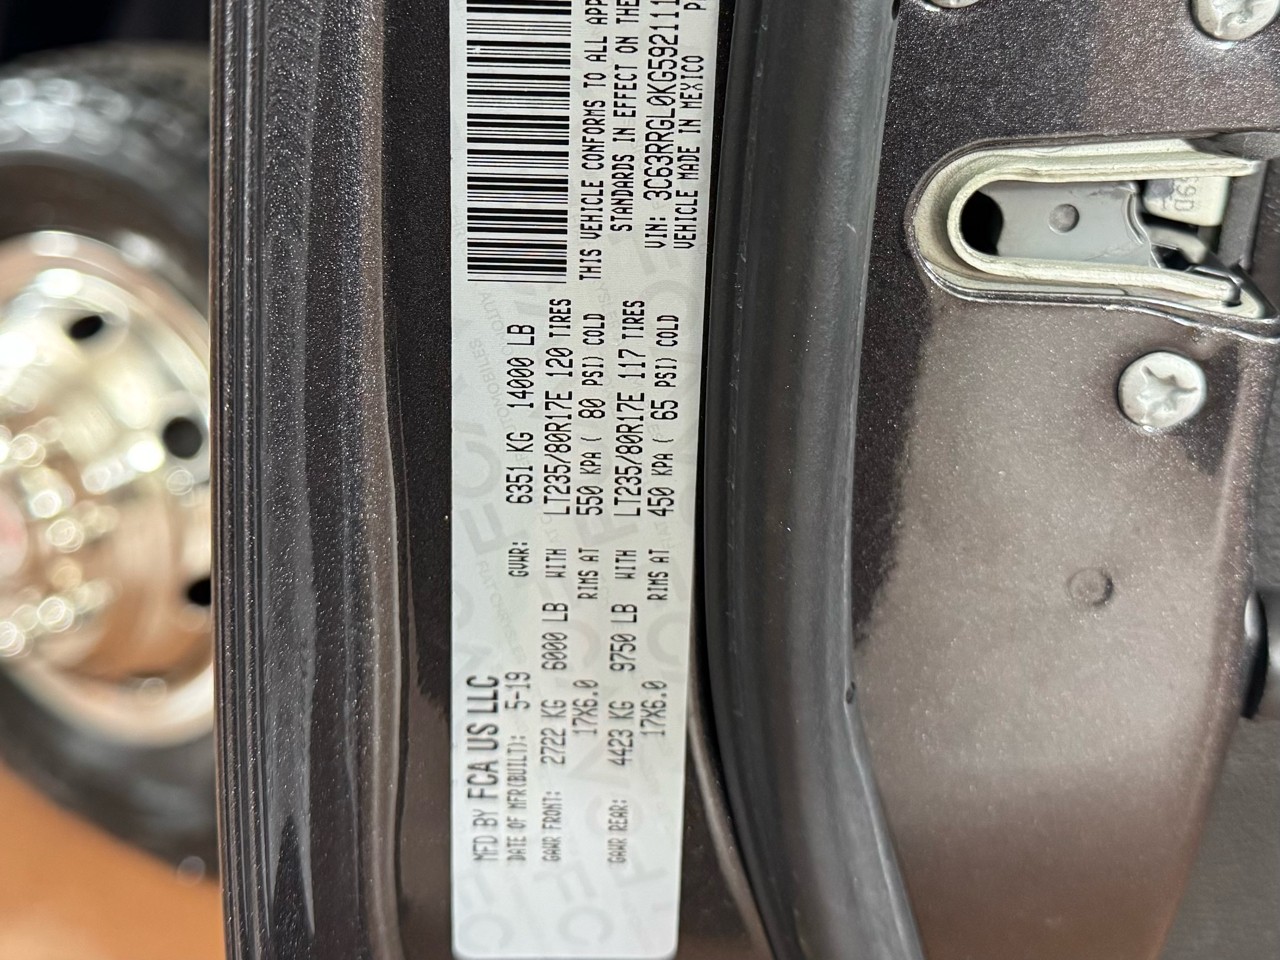 MFD BY FCA US LLC
DATE OF MFR(BUILT): 5-19 GVWR: 6351 KG 14000 LB
GAWR FRONT: 2722 KG 6000 LB WITH LT235/80R17E 120 TIRES
17X6.0 RIMS AT 550 KPA ( 80 PSI) COLD
GAWR REAR: 4423 KG 9750 LB WITH LT235/80R17E 117 TIRES
17X6.0 RIMS AT 450 KPA ( 65 PSI) COLD
THIS VEHICLE CONFORMS TO ALL APP
STANDARDS IN EFFECT ON THE
VIN: 3C63RRGL0KG592111
VEHICLE MADE IN MEXICO